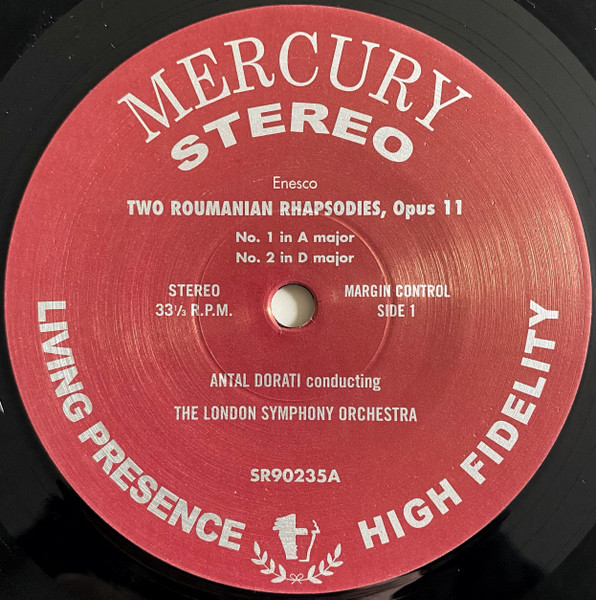 MERCURY
STEREO
Enesco
TWO ROUMANIAN RHAPSODIES, Opus 11
No. 1 in A major
No. 2 in D major
STEREO MARGIN CONTROL
33⅓ R.P.M. SIDE 1
ANTAL DORATI conducting
THE LONDON SYMPHONY ORCHESTRA
SR90235A
LIVING PRESENCE HIGH FIDELITY